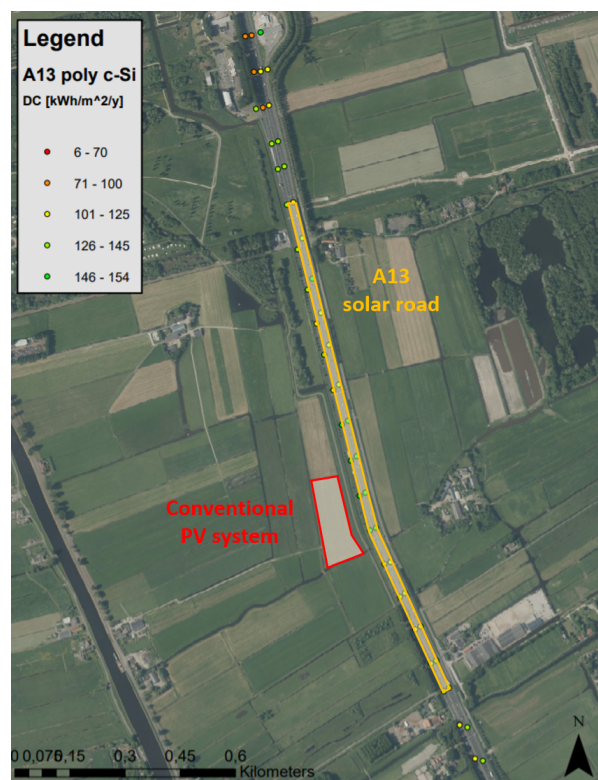 Legend
A13 poly c-Si
DC [kWh/m^2/y]
6 - 70
71 - 100
101 - 125
126 - 145
146 - 154
A13
solar road
Conventional
PV system
N
0 0,075 0,15 0,3 0,45 0,6
Kilometers